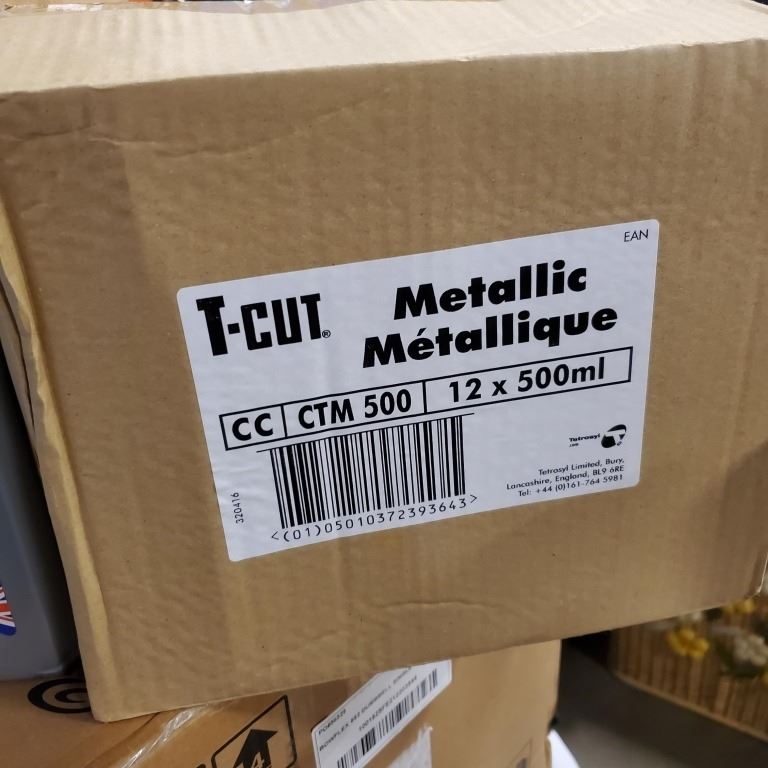 EAN
T-CUT®
Metallic
Métallique
CC CTM 500 12 x 500ml
Tetrosyl
.com
320416
<(01)05010372393643>
Tetrosyl Limited, Bury,
Lancashire, England, BL9 6RE
Tel: +44 (0)161-764 5981